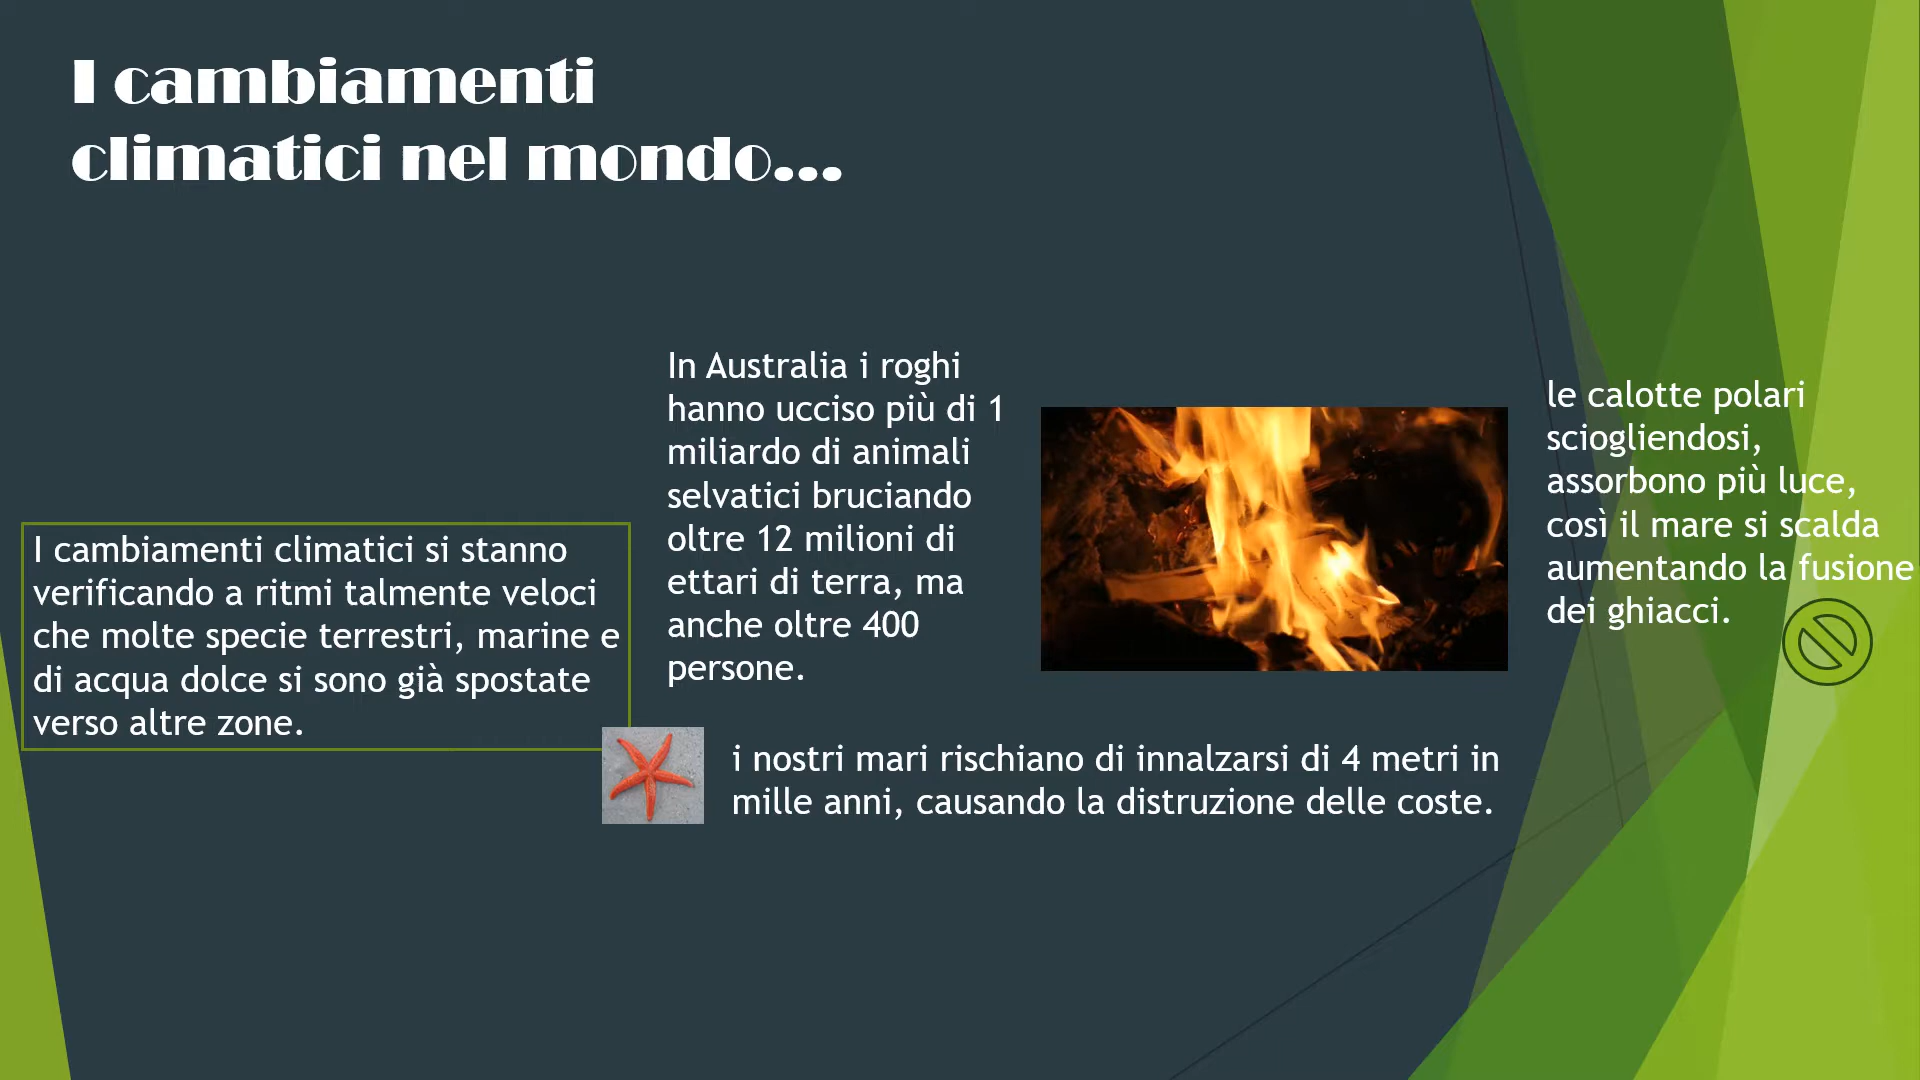 I cambiamenti
climatici nel mondo...
I cambiamenti climatici si stanno
verificando a ritmi talmente veloci
che molte specie terrestri, marine e
di acqua dolce si sono già spostate
verso altre zone.
In Australia i roghi
hanno ucciso più di 1
miliardo di animali
selvatici bruciando
oltre 12 milioni di
ettari di terra, ma
anche oltre 400
persone.
le calotte polari
sciogliendosi,
assorbono più luce,
così il mare si scalda
aumentando la fusione
dei ghiacci.
i nostri mari rischiano di innalzarsi di 4 metri in
mille anni, causando la distruzione delle coste.